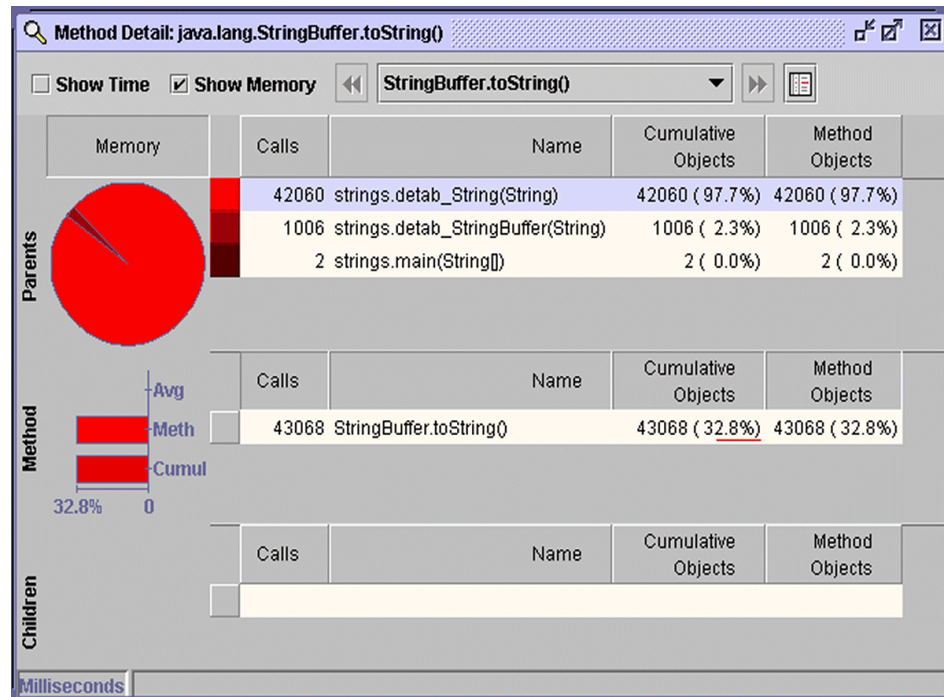 Method Detail: java.lang.StringBuffer.toString()
Show Time Show Memory StringBuffer.toString()
Parents
Memory Calls Name Cumulative Objects Method Objects
42060 strings.detab_String(String) 42060 ( 97.7%) 42060 ( 97.7%)
1006 strings.detab_StringBuffer(String) 1006 ( 2.3%) 1006 ( 2.3%)
2 strings.main(String[]) 2 ( 0.0%) 2 ( 0.0%)
Method
Calls Name Cumulative Objects Method Objects
Avg
Meth
Cumul
32.8% 0
43068 StringBuffer.toString() 43068 ( 32.8%) 43068 ( 32.8%)
Children
Calls Name Cumulative Objects Method Objects
Milliseconds